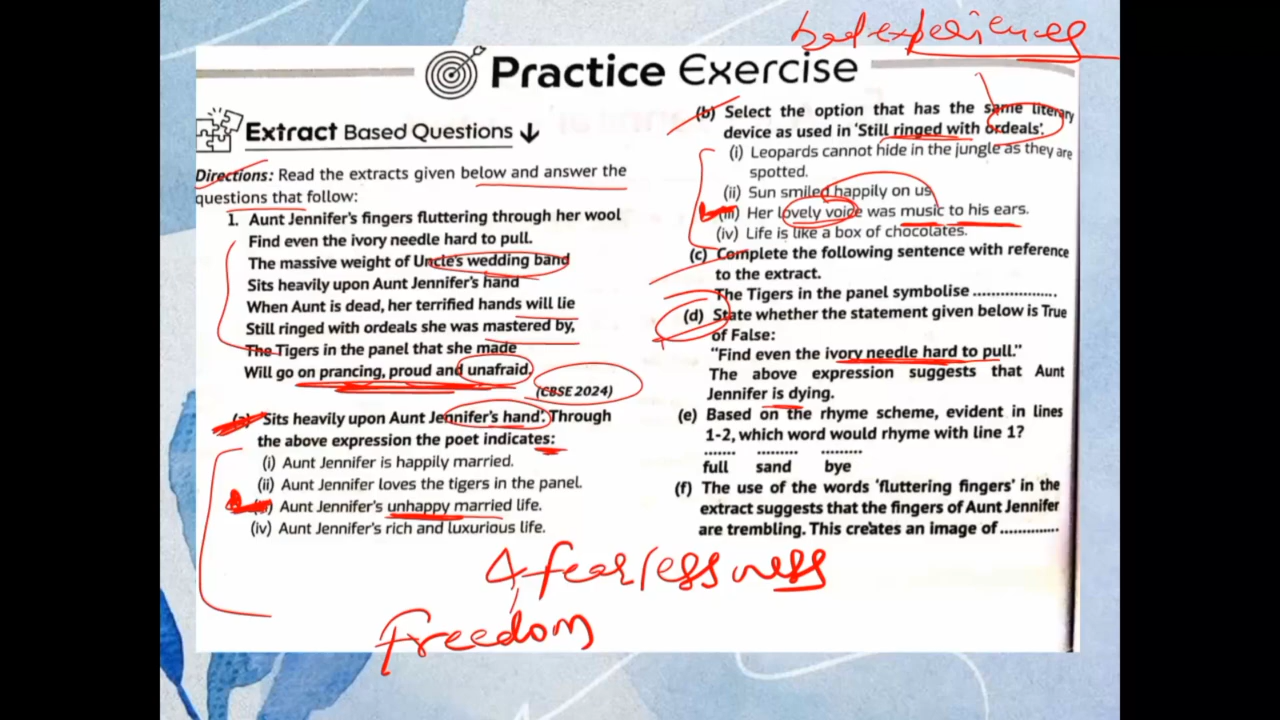 bad experiences
Practice Exercise
Extract Based Questions
Directions: Read the extracts given below and answer the
questions that follow:
1. Aunt Jennifer's fingers fluttering through her wool
Find even the ivory needle hard to pull.
The massive weight of Uncle's wedding band
Sits heavily upon Aunt Jennifer's hand
When Aunt is dead, her terrified hands will lie
Still ringed with ordeals she was mastered by,
The Tigers in the panel that she made
Will go on prancing, proud and unafraid.
(CBSE 2024)
(a) 'Sits heavily upon Aunt Jennifer's hand'. Through
the above expression the poet indicates:
(i) Aunt Jennifer is happily married.
(ii) Aunt Jennifer loves the tigers in the panel.
(iii) Aunt Jennifer's unhappy married life.
(iv) Aunt Jennifer's rich and luxurious life.
(b) Select the option that has the same literary
device as used in 'Still ringed with ordeals'.
(i) Leopards cannot hide in the jungle as they are
spotted.
(ii) Sun smiled happily on us
(iii) Her lovely voice was music to his ears.
(iv) Life is like a box of chocolates.
(c) Complete the following sentence with reference
to the extract.
The Tigers in the panel symbolise ..................
(d) State whether the statement given below is True
of False:
"Find even the ivory needle hard to pull."
The above expression suggests that Aunt
Jennifer is dying.
(e) Based on the rhyme scheme, evident in lines
1-2, which word would rhyme with line 1?
....... ......... .........
full sand bye
(f) The use of the words 'fluttering fingers' in the
extract suggests that the fingers of Aunt Jennifer
are trembling. This creates an image of .............
fearlessness
Freedom